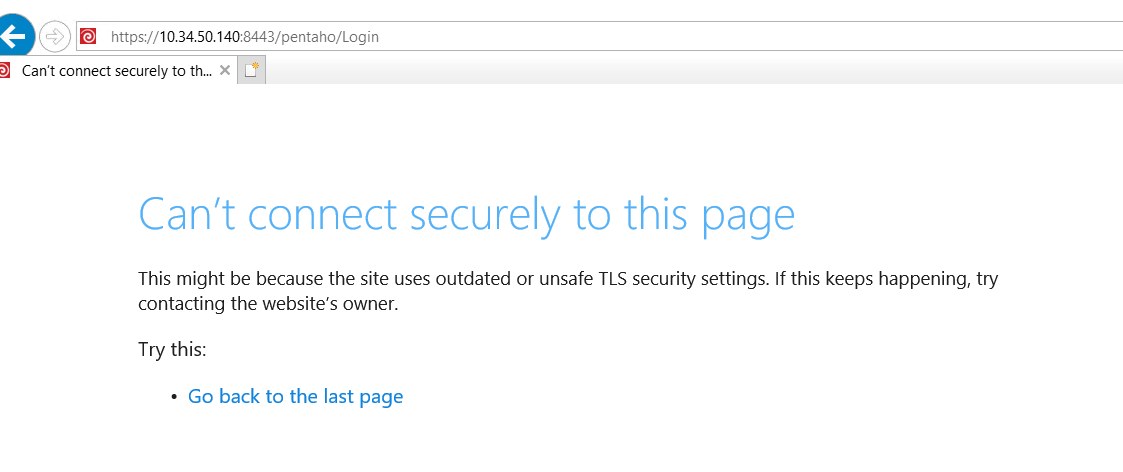 https://10.34.50.140:8443/pentaho/Login
Can't connect securely to th...
Can't connect securely to this page
This might be because the site uses outdated or unsafe TLS security settings. If this keeps happening, try
contacting the website's owner.
Try this:
• Go back to the last page